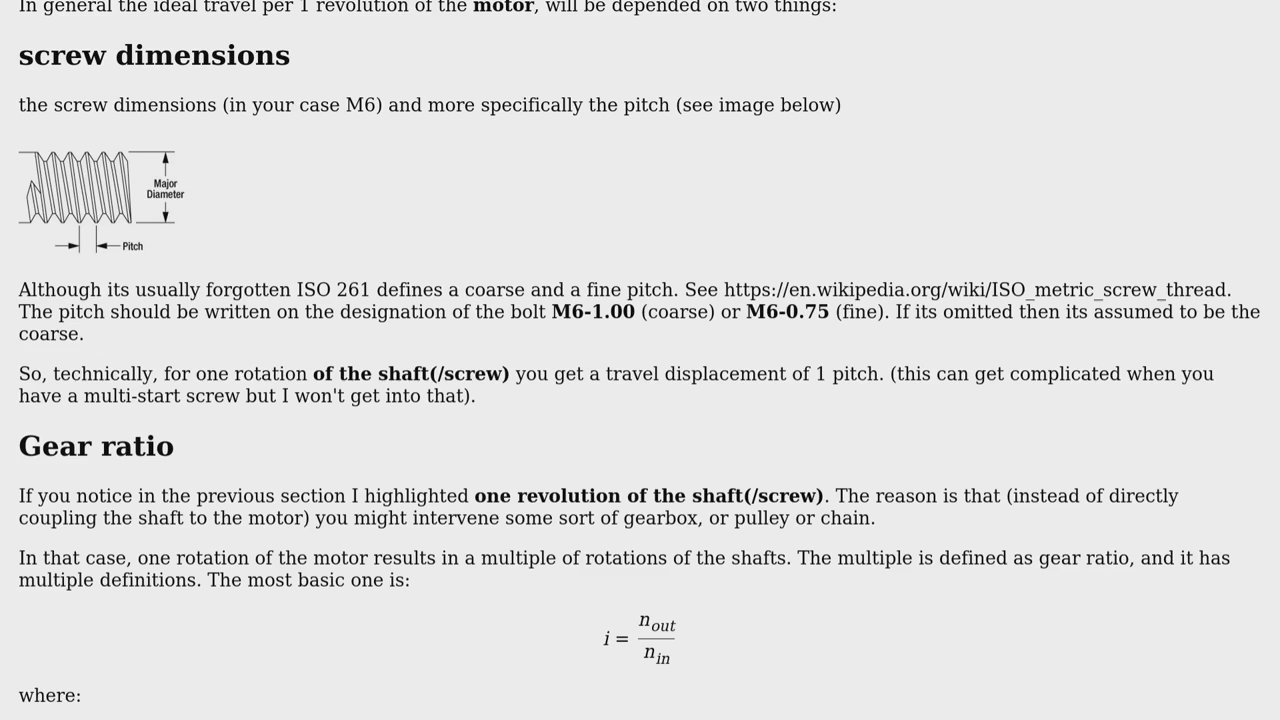 In general the ideal travel per 1 revolution of the motor, will be depended on two things:
screw dimensions
the screw dimensions (in your case M6) and more specifically the pitch (see image below)
Major
Diameter
Pitch
Although its usually forgotten ISO 261 defines a coarse and a fine pitch. See https://en.wikipedia.org/wiki/ISO_metric_screw_thread.
The pitch should be written on the designation of the bolt M6-1.00 (coarse) or M6-0.75 (fine). If its omitted then its assumed to be the
coarse.
So, technically, for one rotation of the shaft(/screw) you get a travel displacement of 1 pitch. (this can get complicated when you
have a multi-start screw but I won't get into that).
Gear ratio
If you notice in the previous section I highlighted one revolution of the shaft(/screw). The reason is that (instead of directly
coupling the shaft to the motor) you might intervene some sort of gearbox, or pulley or chain.
In that case, one rotation of the motor results in a multiple of rotations of the shafts. The multiple is defined as gear ratio, and it has
multiple definitions. The most basic one is:
i = n_out / n_in
where: